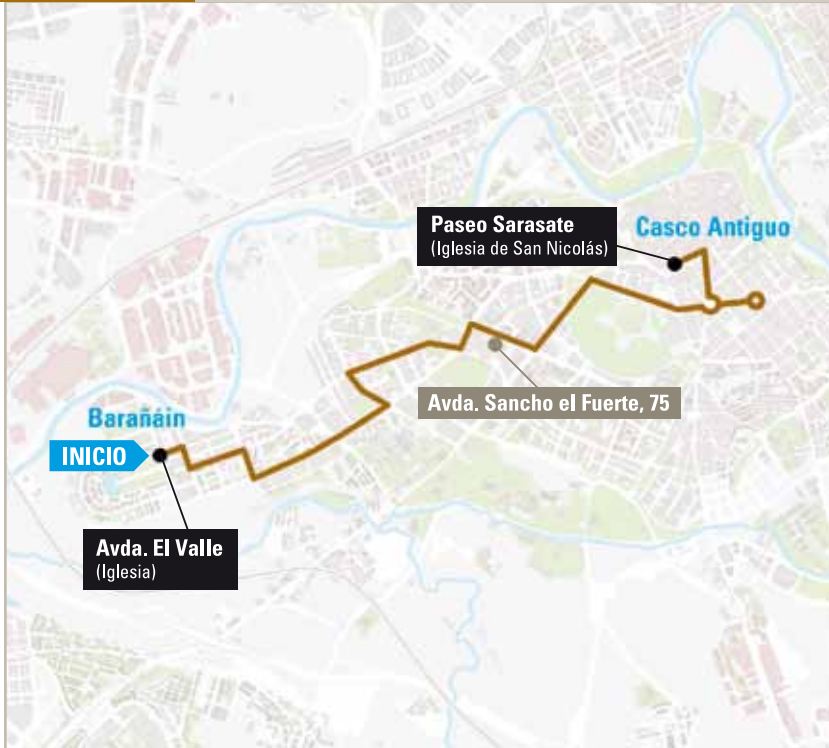 Paseo Sarasate
(Iglesia de San Nicolás)
Casco Antiguo
Avda. Sancho el Fuerte, 75
Barañáin
INICIO
Avda. El Valle
(Iglesia)